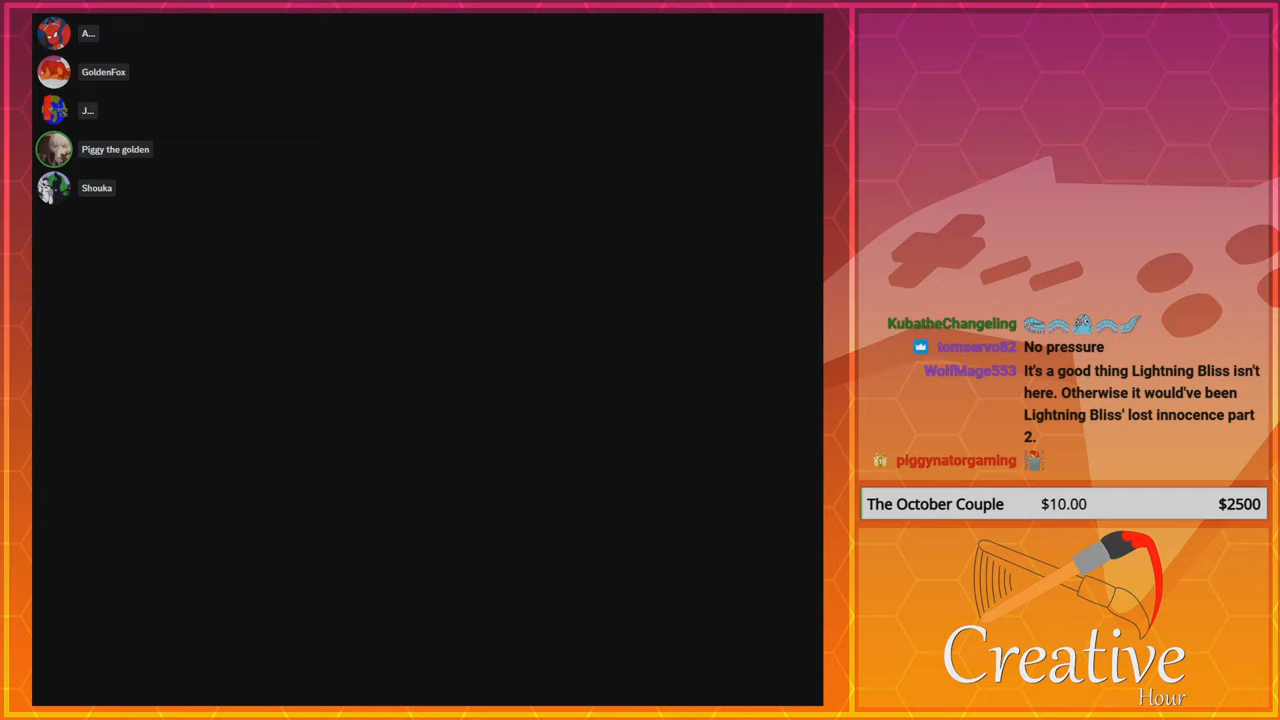 A...
GoldenFox
J...
Piggy the golden
Shouka
KubatheChangeling
tomservo82 No pressure
WolfMage553 It's a good thing Lightning Bliss isn't
here. Otherwise it would've been
Lightning Bliss' lost innocence part
2.
piggynatorgaming
The October Couple $10.00 $2500
Creative
Hour